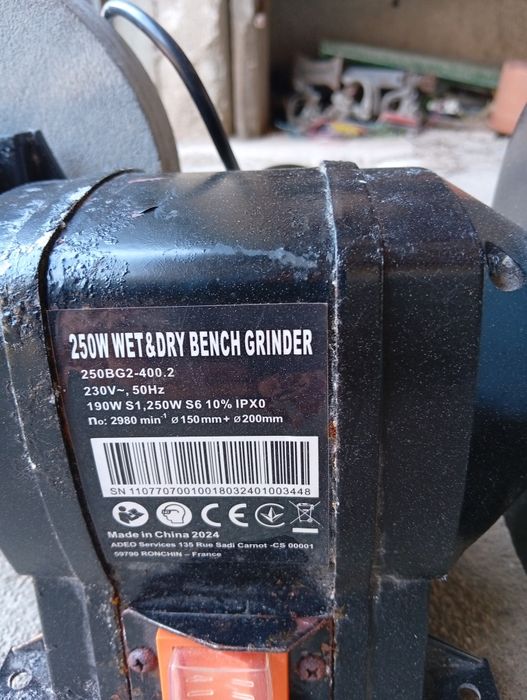 250W WET&DRY BENCH GRINDER
250BG2-400.2
230V~, 50Hz
190W S1,250W S6 10% IPX0
n₀: 2980 min⁻¹ ø150mm+ ø200mm
SN 11077070010018032401003448
CE
Made in China 2024
ADEO Services 135 Rue Sadi Carnot -CS 00001
59790 RONCHIN – France